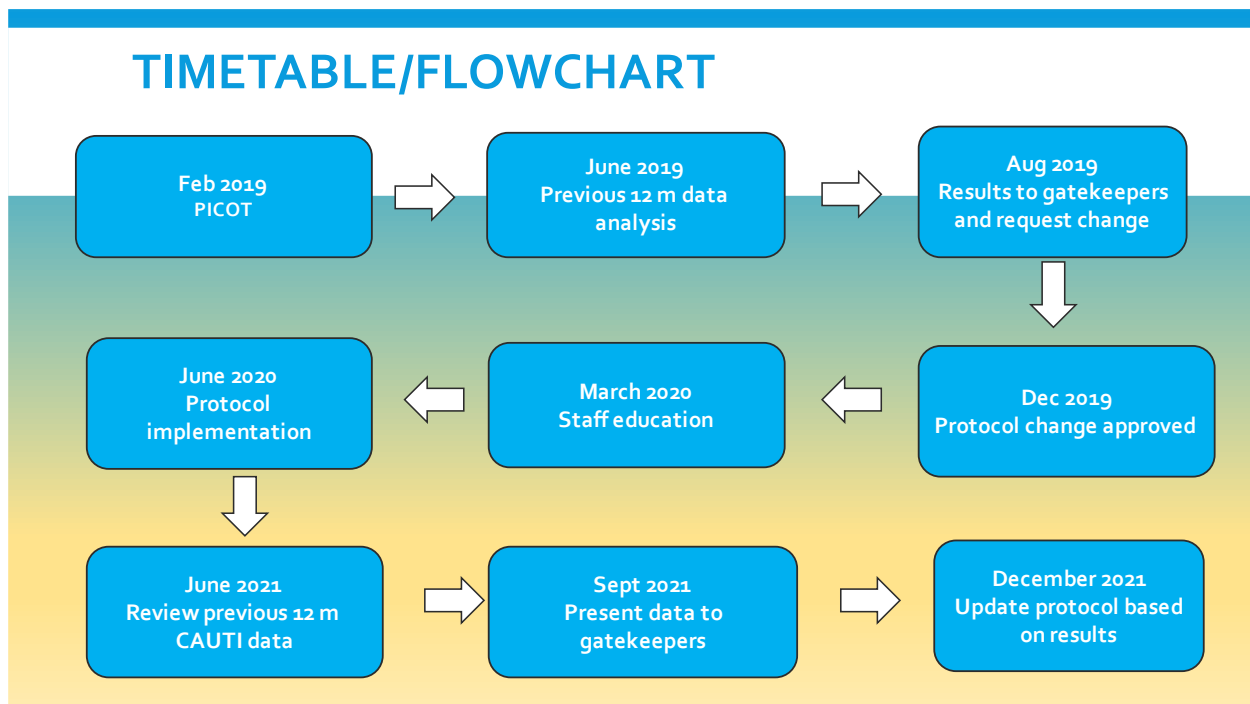 TIMETABLE/FLOWCHART
Feb 2019
PICOT
June 2019
Previous 12 m data
analysis
Aug 2019
Results to gatekeepers
and request change
Dec 2019
Protocol change approved
March 2020
Staff education
June 2020
Protocol
implementation
June 2021
Review previous 12 m
CAUTI data
Sept 2021
Present data to
gatekeepers
December 2021
Update protocol based
on results